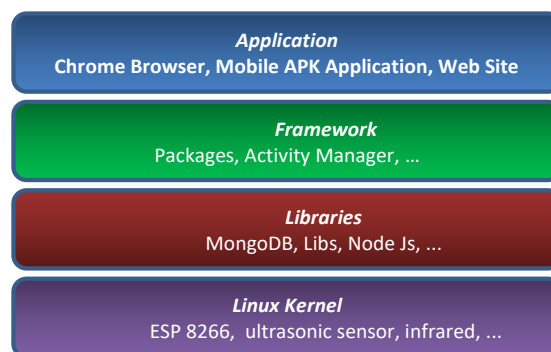 Application
Chrome Browser, Mobile APK Application, Web Site
Framework
Packages, Activity Manager, …
Libraries
MongoDB, Libs, Node Js, ...
Linux Kernel
ESP 8266,  ultrasonic sensor, infrared, ...